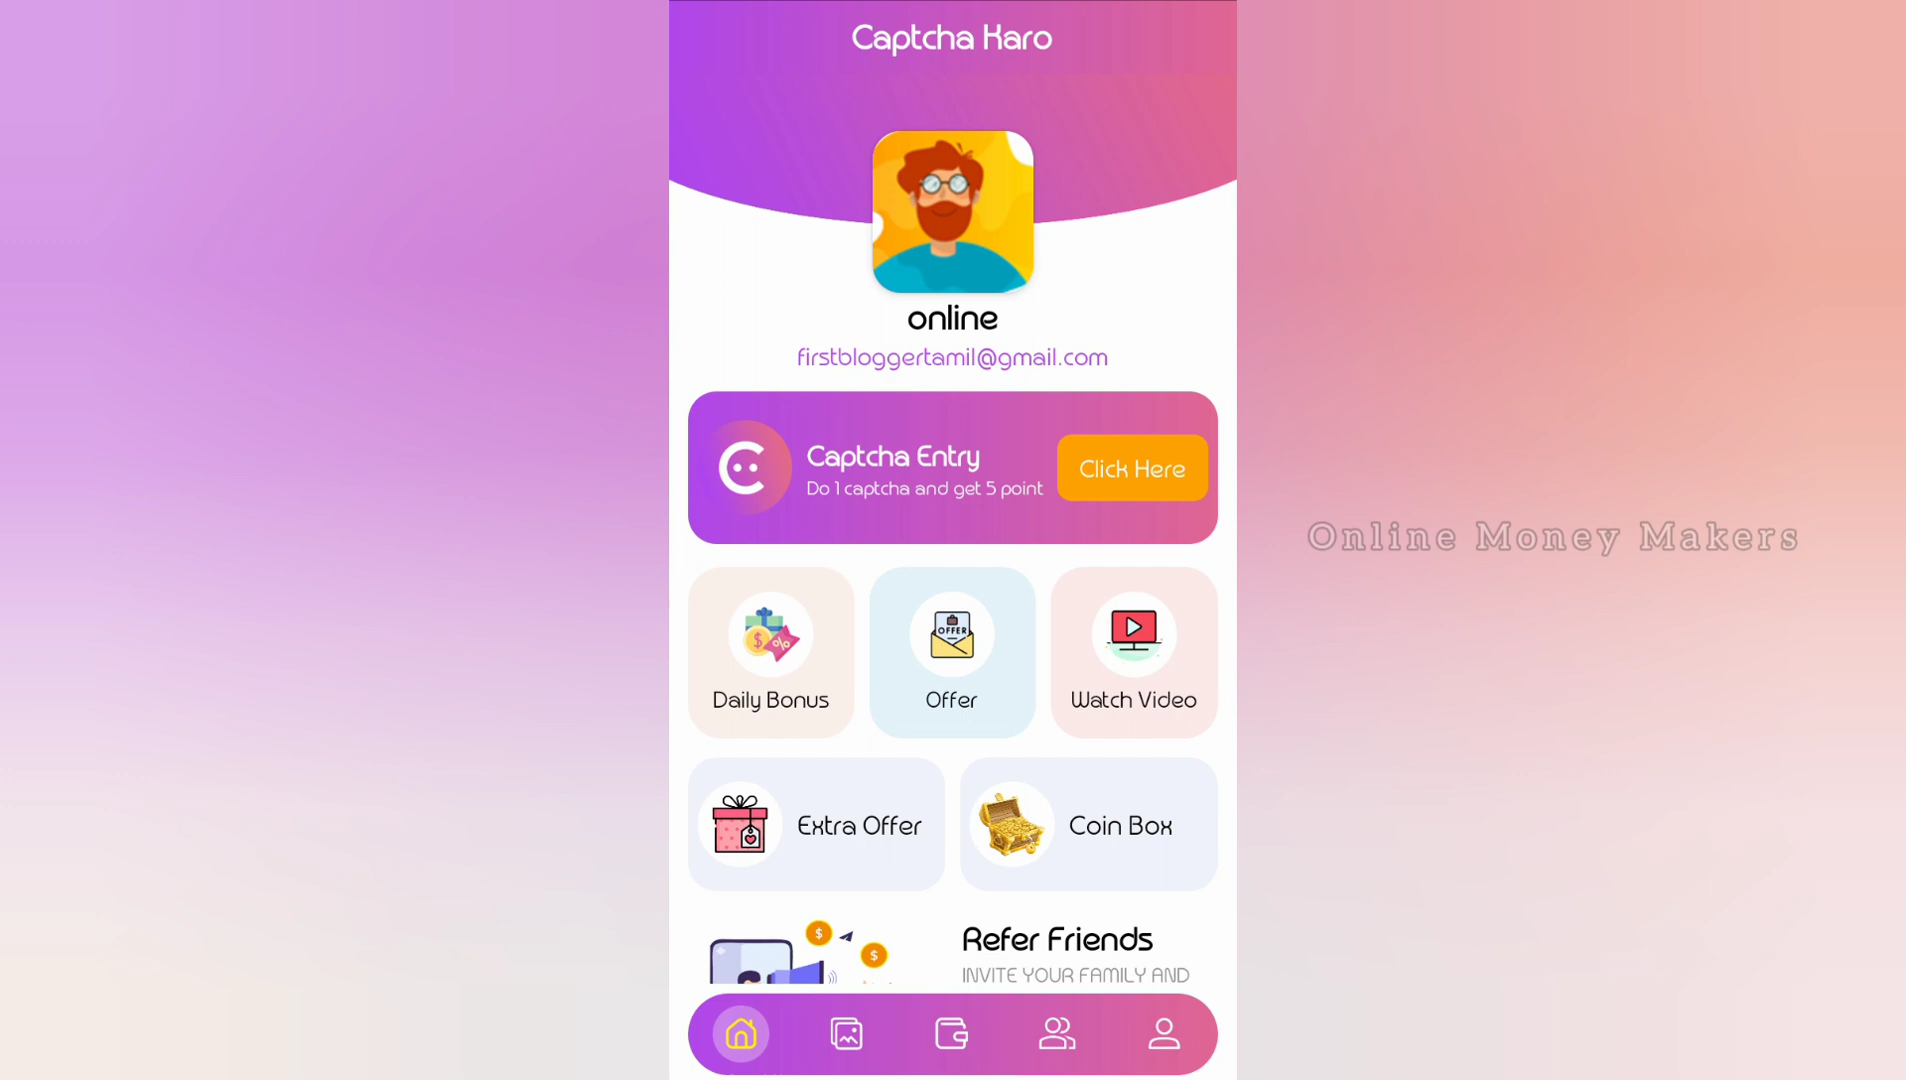 Captcha Karo
online
firstbloggertamil@gmail.com
Captcha Entry
Do 1 captcha and get 5 point
Click Here
Online Money Makers
OFFER
Daily Bonus
Offer
Watch Video
Extra Offer
Coin Box
Refer Friends
INVITE YOUR FAMILY AND